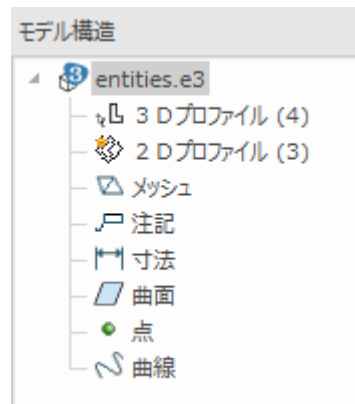 モデル構造
entities.e3
3 Dプロファイル (4)
2 Dプロファイル (3)
メッシュ
注記
寸法
曲面
点
曲線